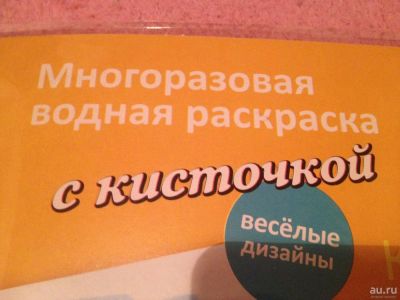 Многоразовая
водная раскраска
с кисточкой
весёлые
дизайны
au.ru